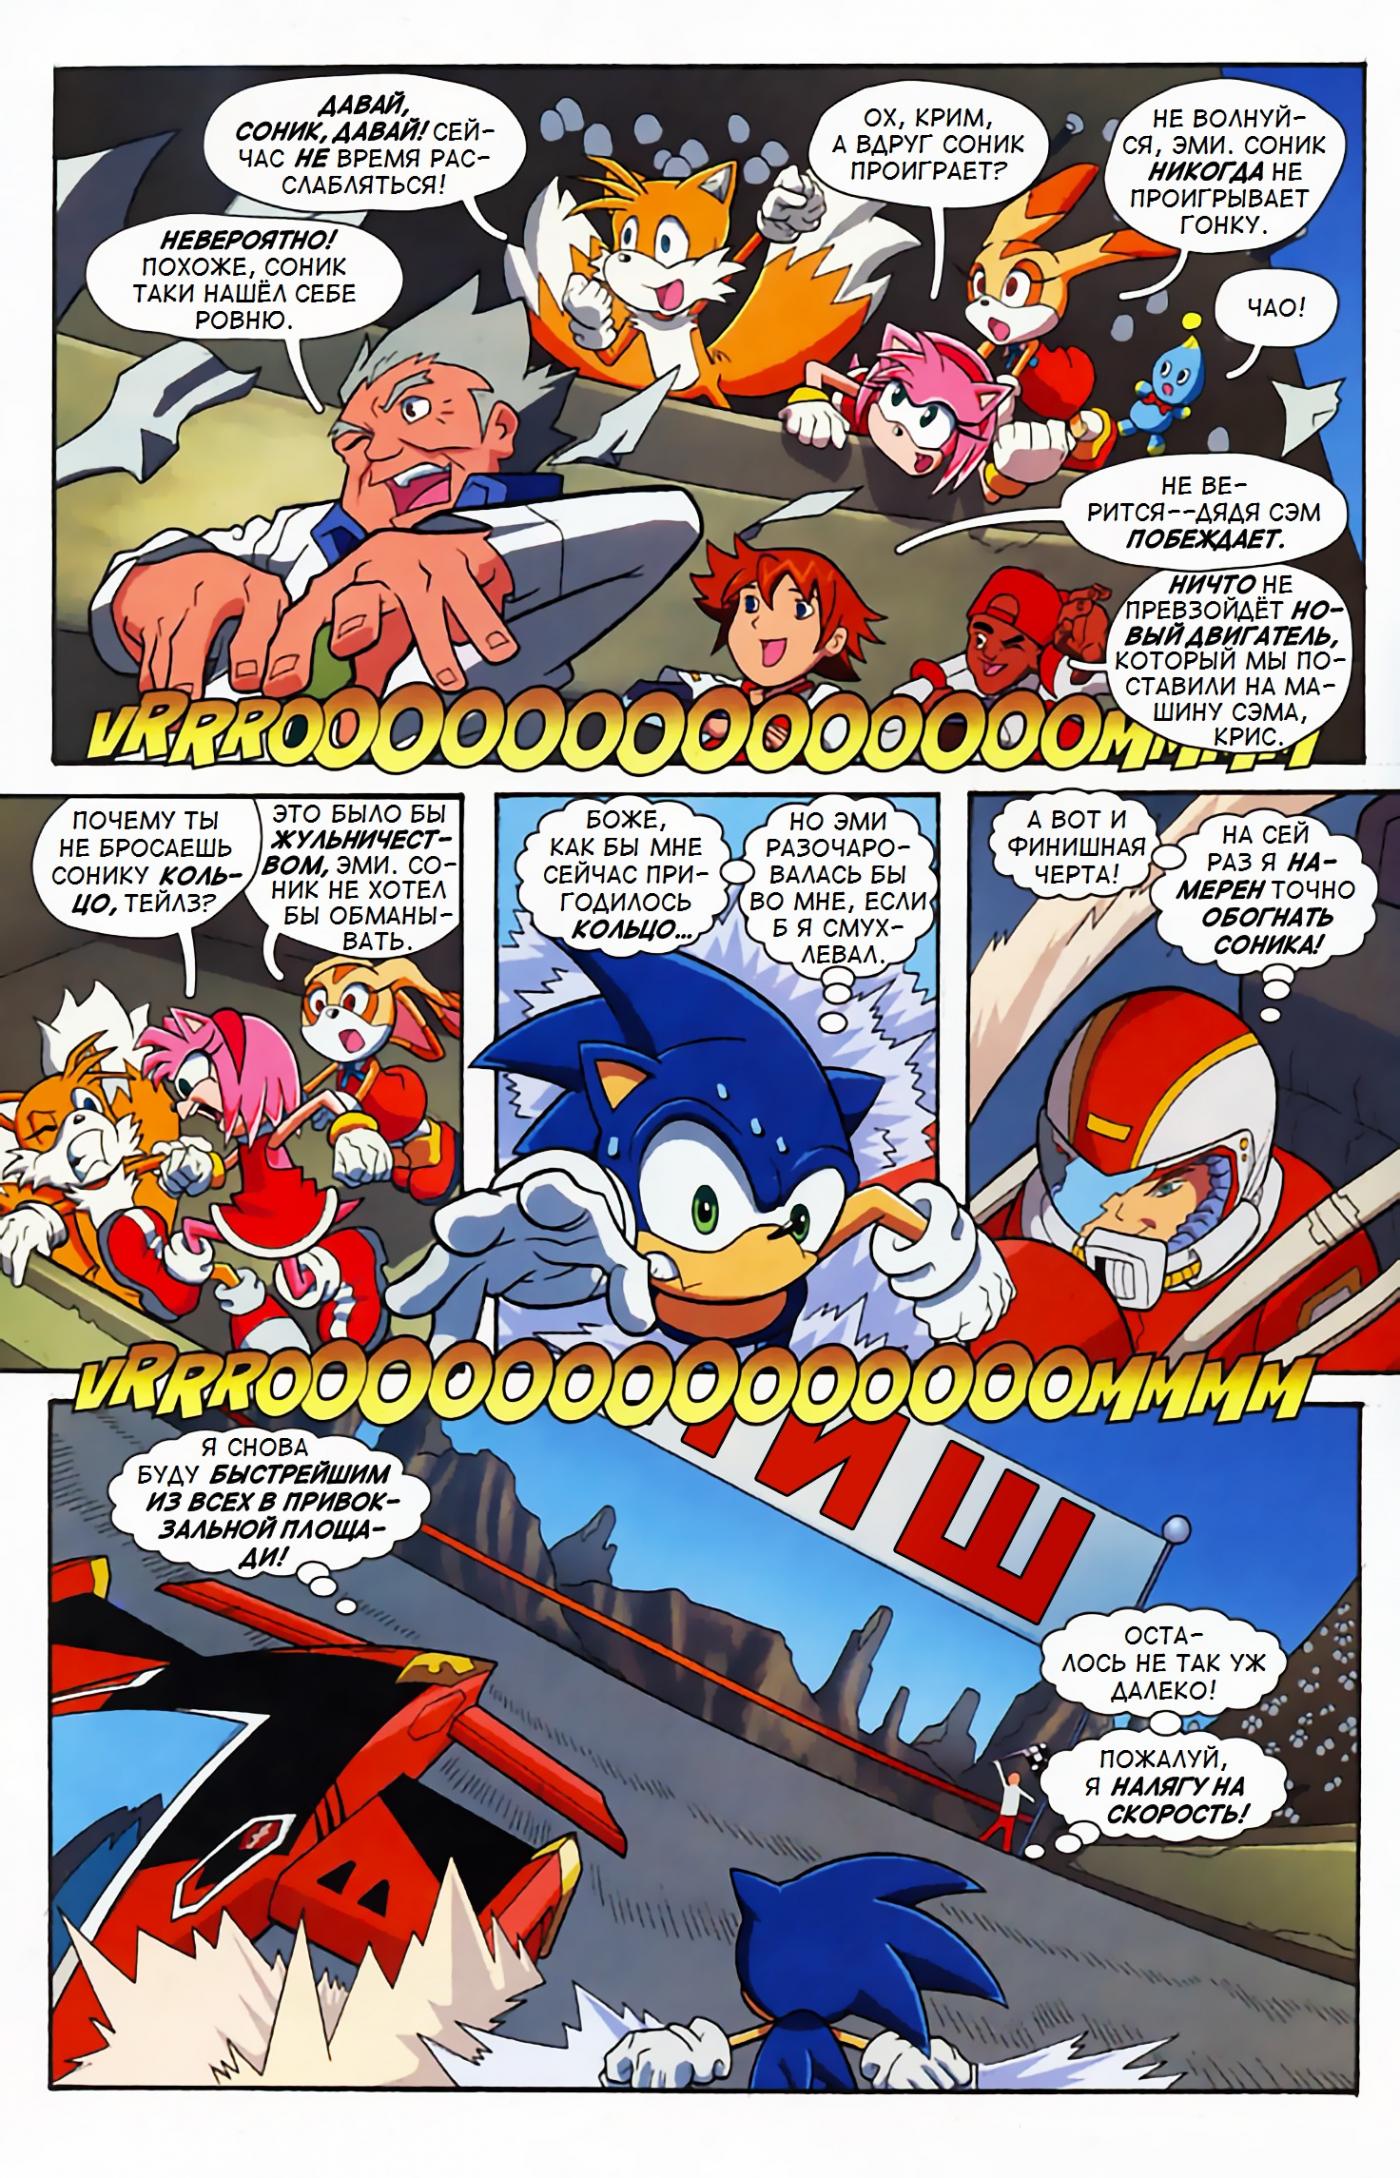 ДАВАЙ,
СОНИК, ДАВАЙ! СЕЙ-
ЧАС НЕ ВРЕМЯ РАС-
СЛАБЛЯТЬСЯ!
НЕВЕРОЯТНО!
ПОХОЖЕ, СОНИК
ТАКИ НАШЁЛ СЕБЕ
РОВНЮ.
ОХ, КРИМ,
А ВДРУГ СОНИК
ПРОИГРАЕТ?
НЕ ВОЛНУЙ-
СЯ, ЭМИ. СОНИК
НИКОГДА НЕ
ПРОИГРЫВАЕТ
ГОНКУ.
ЧАО!
НЕ ВЕ-
РИТСЯ--ДЯДЯ СЭМ
ПОБЕЖДАЕТ.
НИЧТО НЕ
ПРЕВЗОЙДЁТ НО-
ВЫЙ ДВИГАТЕЛЬ,
КОТОРЫЙ МЫ ПО-
СТАВИЛИ НА МА-
ШИНУ СЭМА,
КРИС.
VRRROOOOOOOOOOOOOOOOOMMMMM
ПОЧЕМУ ТЫ
НЕ БРОСАЕШЬ
СОНИКУ КОЛЬ-
ЦО, ТЕЙЛЗ?
ЭТО БЫЛО БЫ
ЖУЛЬНИЧЕСТ-
ВОМ, ЭМИ. СО-
НИК НЕ ХОТЕЛ
БЫ ОБМАНЫ-
ВАТЬ.
БОЖЕ,
КАК БЫ МНЕ
СЕЙЧАС ПРИ-
ГОДИЛОСЬ
КОЛЬЦО...
НО ЭМИ
РАЗОЧАРО-
ВАЛАСЬ БЫ
ВО МНЕ, ЕСЛИ
Б Я СМУХ-
ЛЕВАЛ.
А ВОТ И
ФИНИШНАЯ
ЧЕРТА!
НА СЕЙ
РАЗ Я НА-
МЕРЕН ТОЧНО
ОБОГНАТЬ
СОНИКА!
VRRROOOOOOOOOOOOOOOOOMMMM
Я СНОВА
БУДУ БЫСТРЕЙШИМ
ИЗ ВСЕХ В ПРИВОК-
ЗАЛЬНОЙ ПЛОЩА-
ДИ!
ИШ
ОСТА-
ЛОСЬ НЕ ТАК УЖ
ДАЛЕКО!
ПОЖАЛУЙ,
Я НАЛЯГУ НА
СКОРОСТЬ!